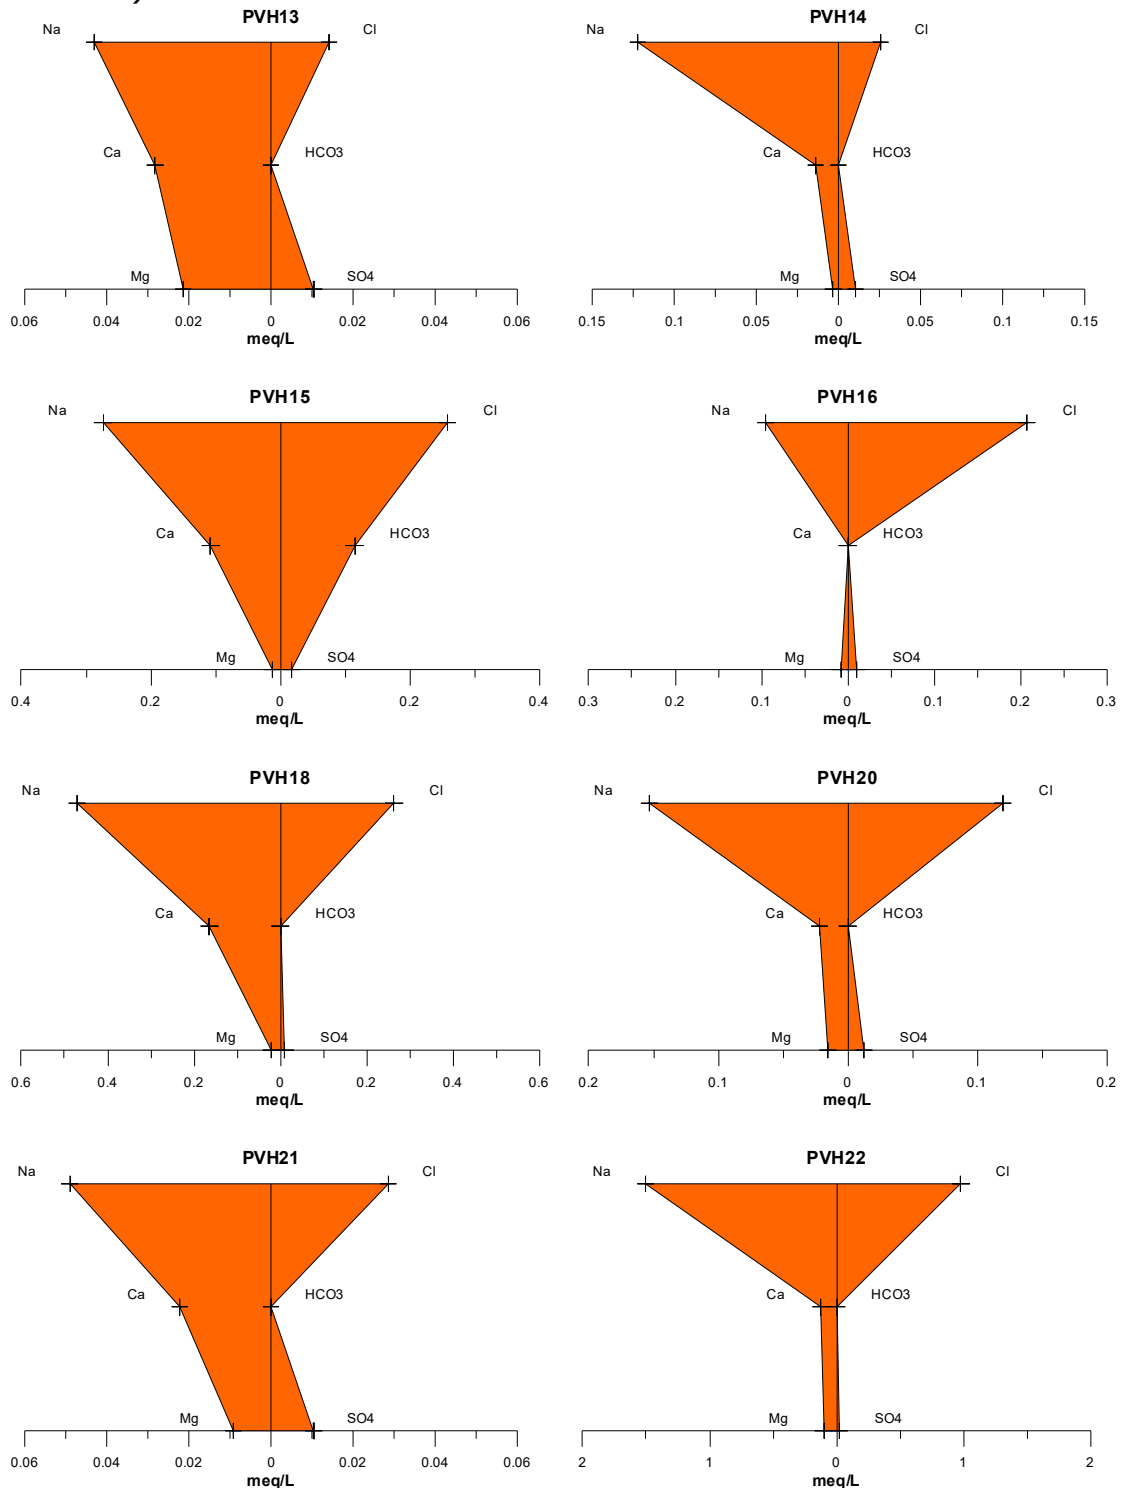 PVH13
Na Cl
Ca HCO3
Mg SO4
0.06 0.04 0.02 0 0.02 0.04 0.06
meq/L
PVH14
Na Cl
Ca HCO3
Mg SO4
0.15 0.1 0.05 0 0.05 0.1 0.15
meq/L
PVH15
Na Cl
Ca HCO3
Mg SO4
0.4 0.2 0 0.2 0.4
meq/L
PVH16
Na Cl
Ca HCO3
Mg SO4
0.3 0.2 0.1 0 0.1 0.2 0.3
meq/L
PVH18
Na Cl
Ca HCO3
Mg SO4
0.6 0.4 0.2 0 0.2 0.4 0.6
meq/L
PVH20
Na Cl
Ca HCO3
Mg SO4
0.2 0.1 0 0.1 0.2
meq/L
PVH21
Na Cl
Ca HCO3
Mg SO4
0.06 0.04 0.02 0 0.02 0.04 0.06
meq/L
PVH22
Na Cl
Ca HCO3
Mg SO4
2 1 0 1 2
meq/L